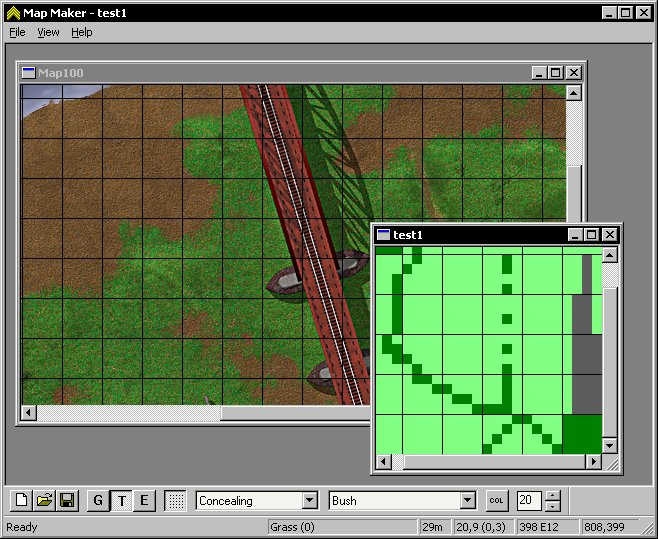 Map Maker - test1
File View Help
Map100
test1
G T E Concealing Bush COL 20
Ready Grass (0) 29m 20,9 (0,3) 398 E12 808,399